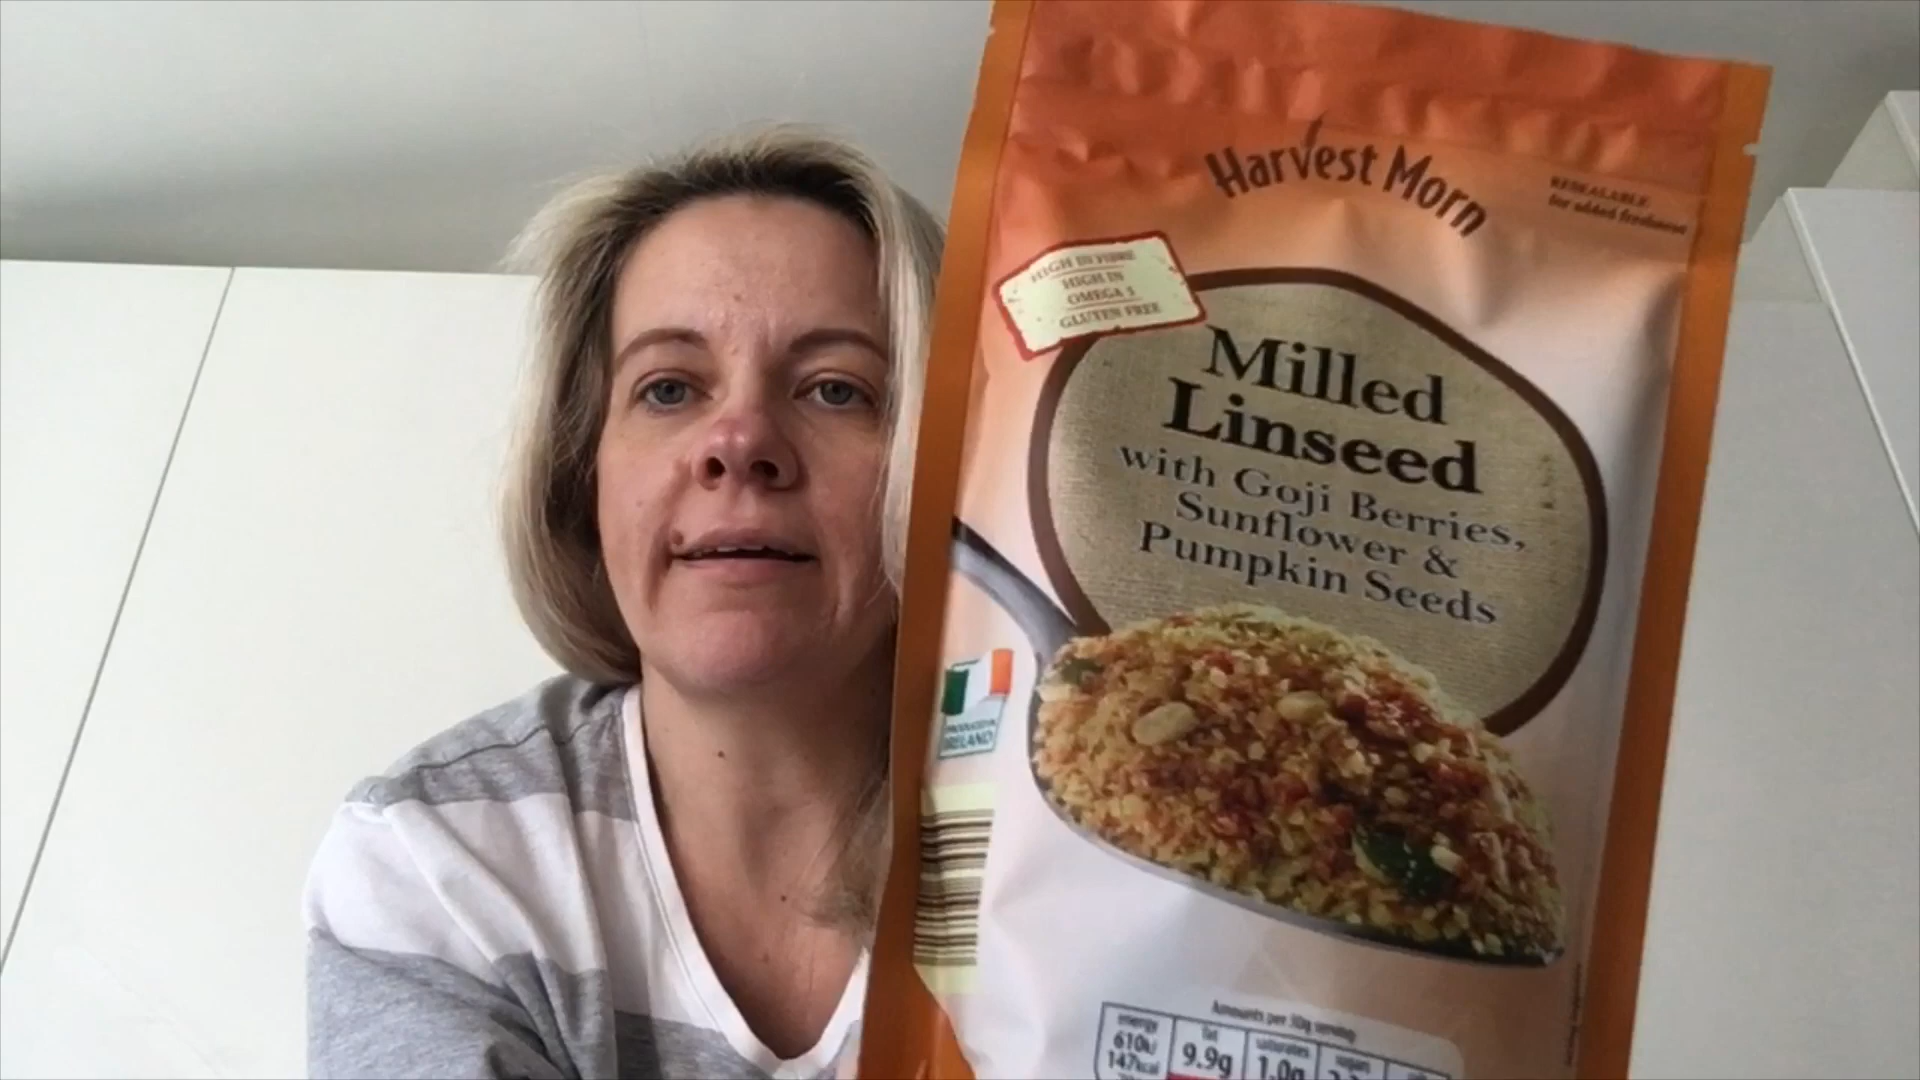 Harvest Morn
RESEALABLE
for added freshness
HIGH IN FIBRE
HIGH IN
OMEGA 3
GLUTEN FREE
Milled
Linseed
with Goji Berries,
Sunflower &
Pumpkin Seeds
PRODUCED IN
IRELAND
Amounts per 30g serving
energy
610kJ
147kcal
fat
9.9g
saturates
1.0g
sugars